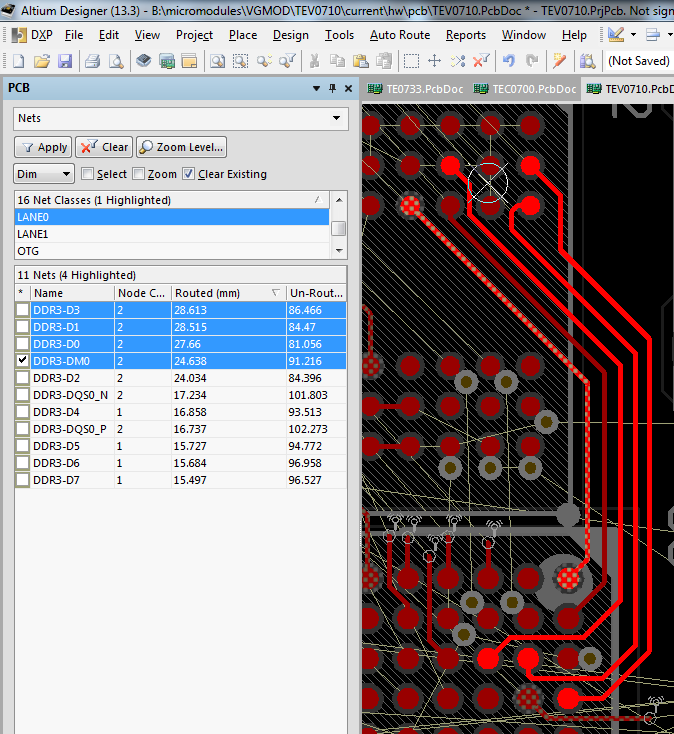 Altium Designer (13.3) - B:\micromodules\VGMOD\TEV0710\current\hw\pcb\TEV0710.PcbDoc * - TEV0710.PrjPcb. Not sign
DXP File Edit View Project Place Design Tools Auto Route Reports Window Help
(Not Saved)
PCB
TE0733.PcbDoc TEC0700.PcbDoc TEV0710.PcbD
Nets
Apply Clear Zoom Level...
Dim Select Zoom Clear Existing
16 Net Classes (1 Highlighted)
LANE0
LANE1
OTG
11 Nets (4 Highlighted)
* Name Node C... Routed (mm) Un-Rout...
DDR3-D3 2 28.613 86.466
DDR3-D1 2 28.515 84.47
DDR3-D0 2 27.66 81.056
DDR3-DM0 2 24.638 91.216
DDR3-D2 2 24.034 84.396
DDR3-DQS0_N 2 17.234 101.803
DDR3-D4 1 16.858 93.513
DDR3-DQS0_P 2 16.737 102.273
DDR3-D5 1 15.727 94.772
DDR3-D6 1 15.684 96.958
DDR3-D7 1 15.497 96.527